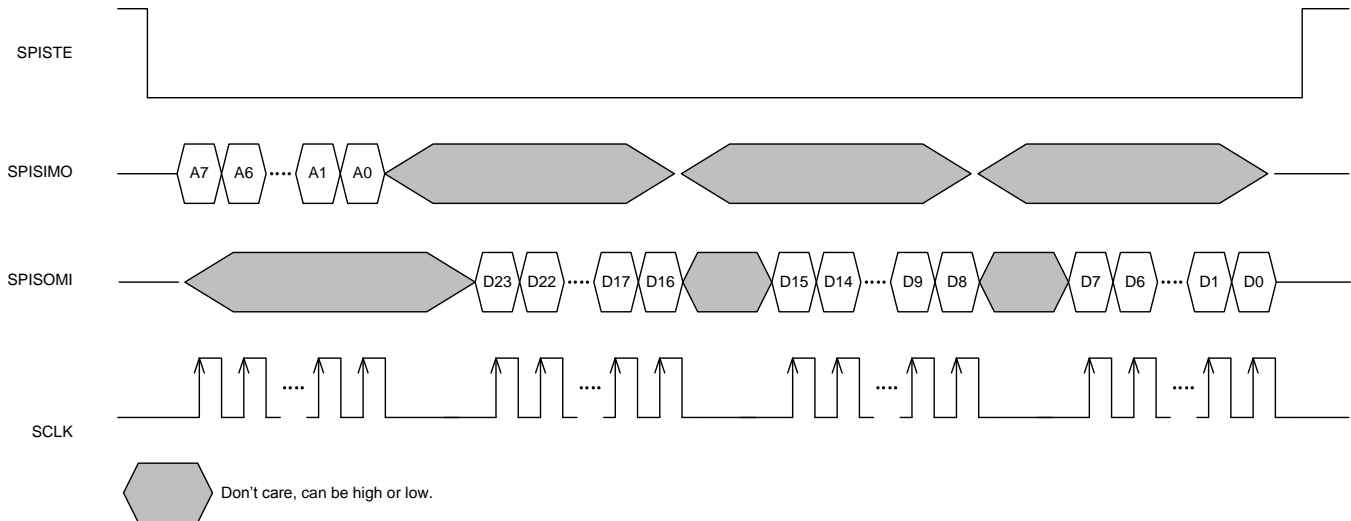 SPISTE
SPISIMO
A7 A6 A1 A0
SPISOMI
D23 D22 D17 D16 D15 D14 D9 D8 D7 D6 D1 D0
SCLK
Don't care, can be high or low.